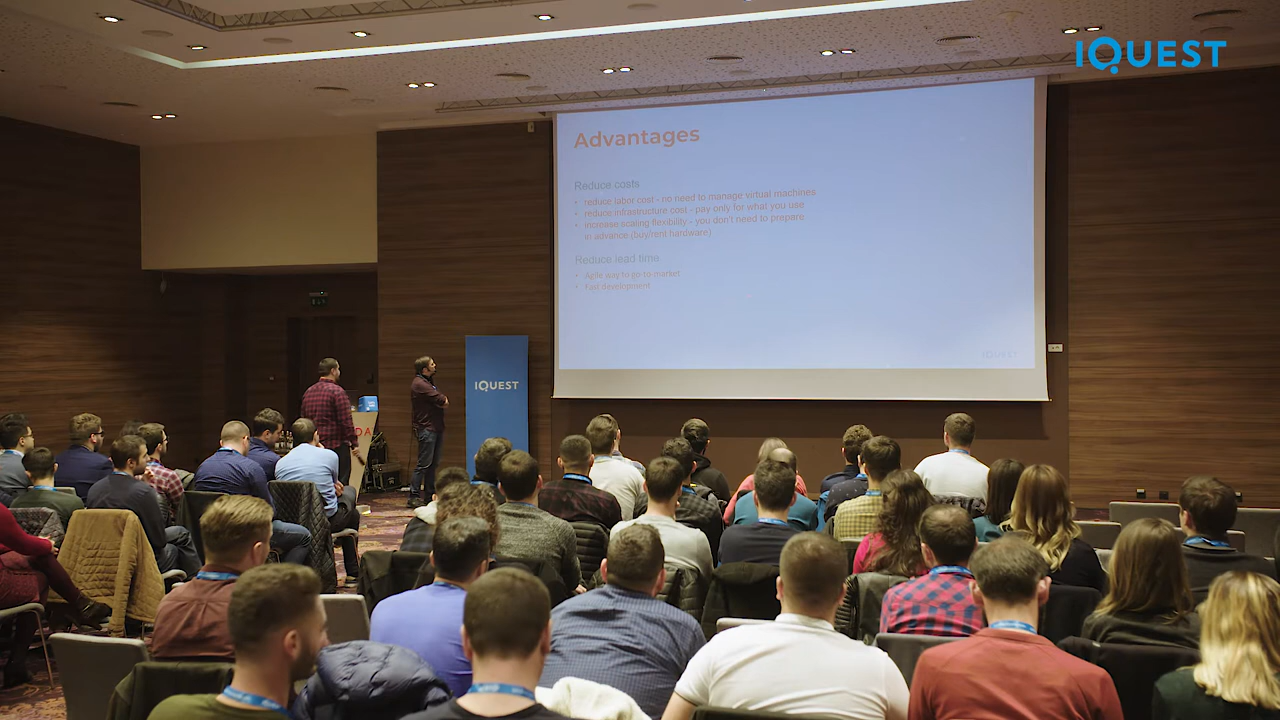 IQUEST
Advantages
Reduce costs
• reduce labor cost - no need to manage virtual machines
• reduce infrastructure cost - pay only for what you use
• increase scaling flexibility - you don't need to prepare
in advance (buy/rent hardware)
Reduce lead time
• Agile way to go-to-market
• Fast development
IQUEST
IQUEST